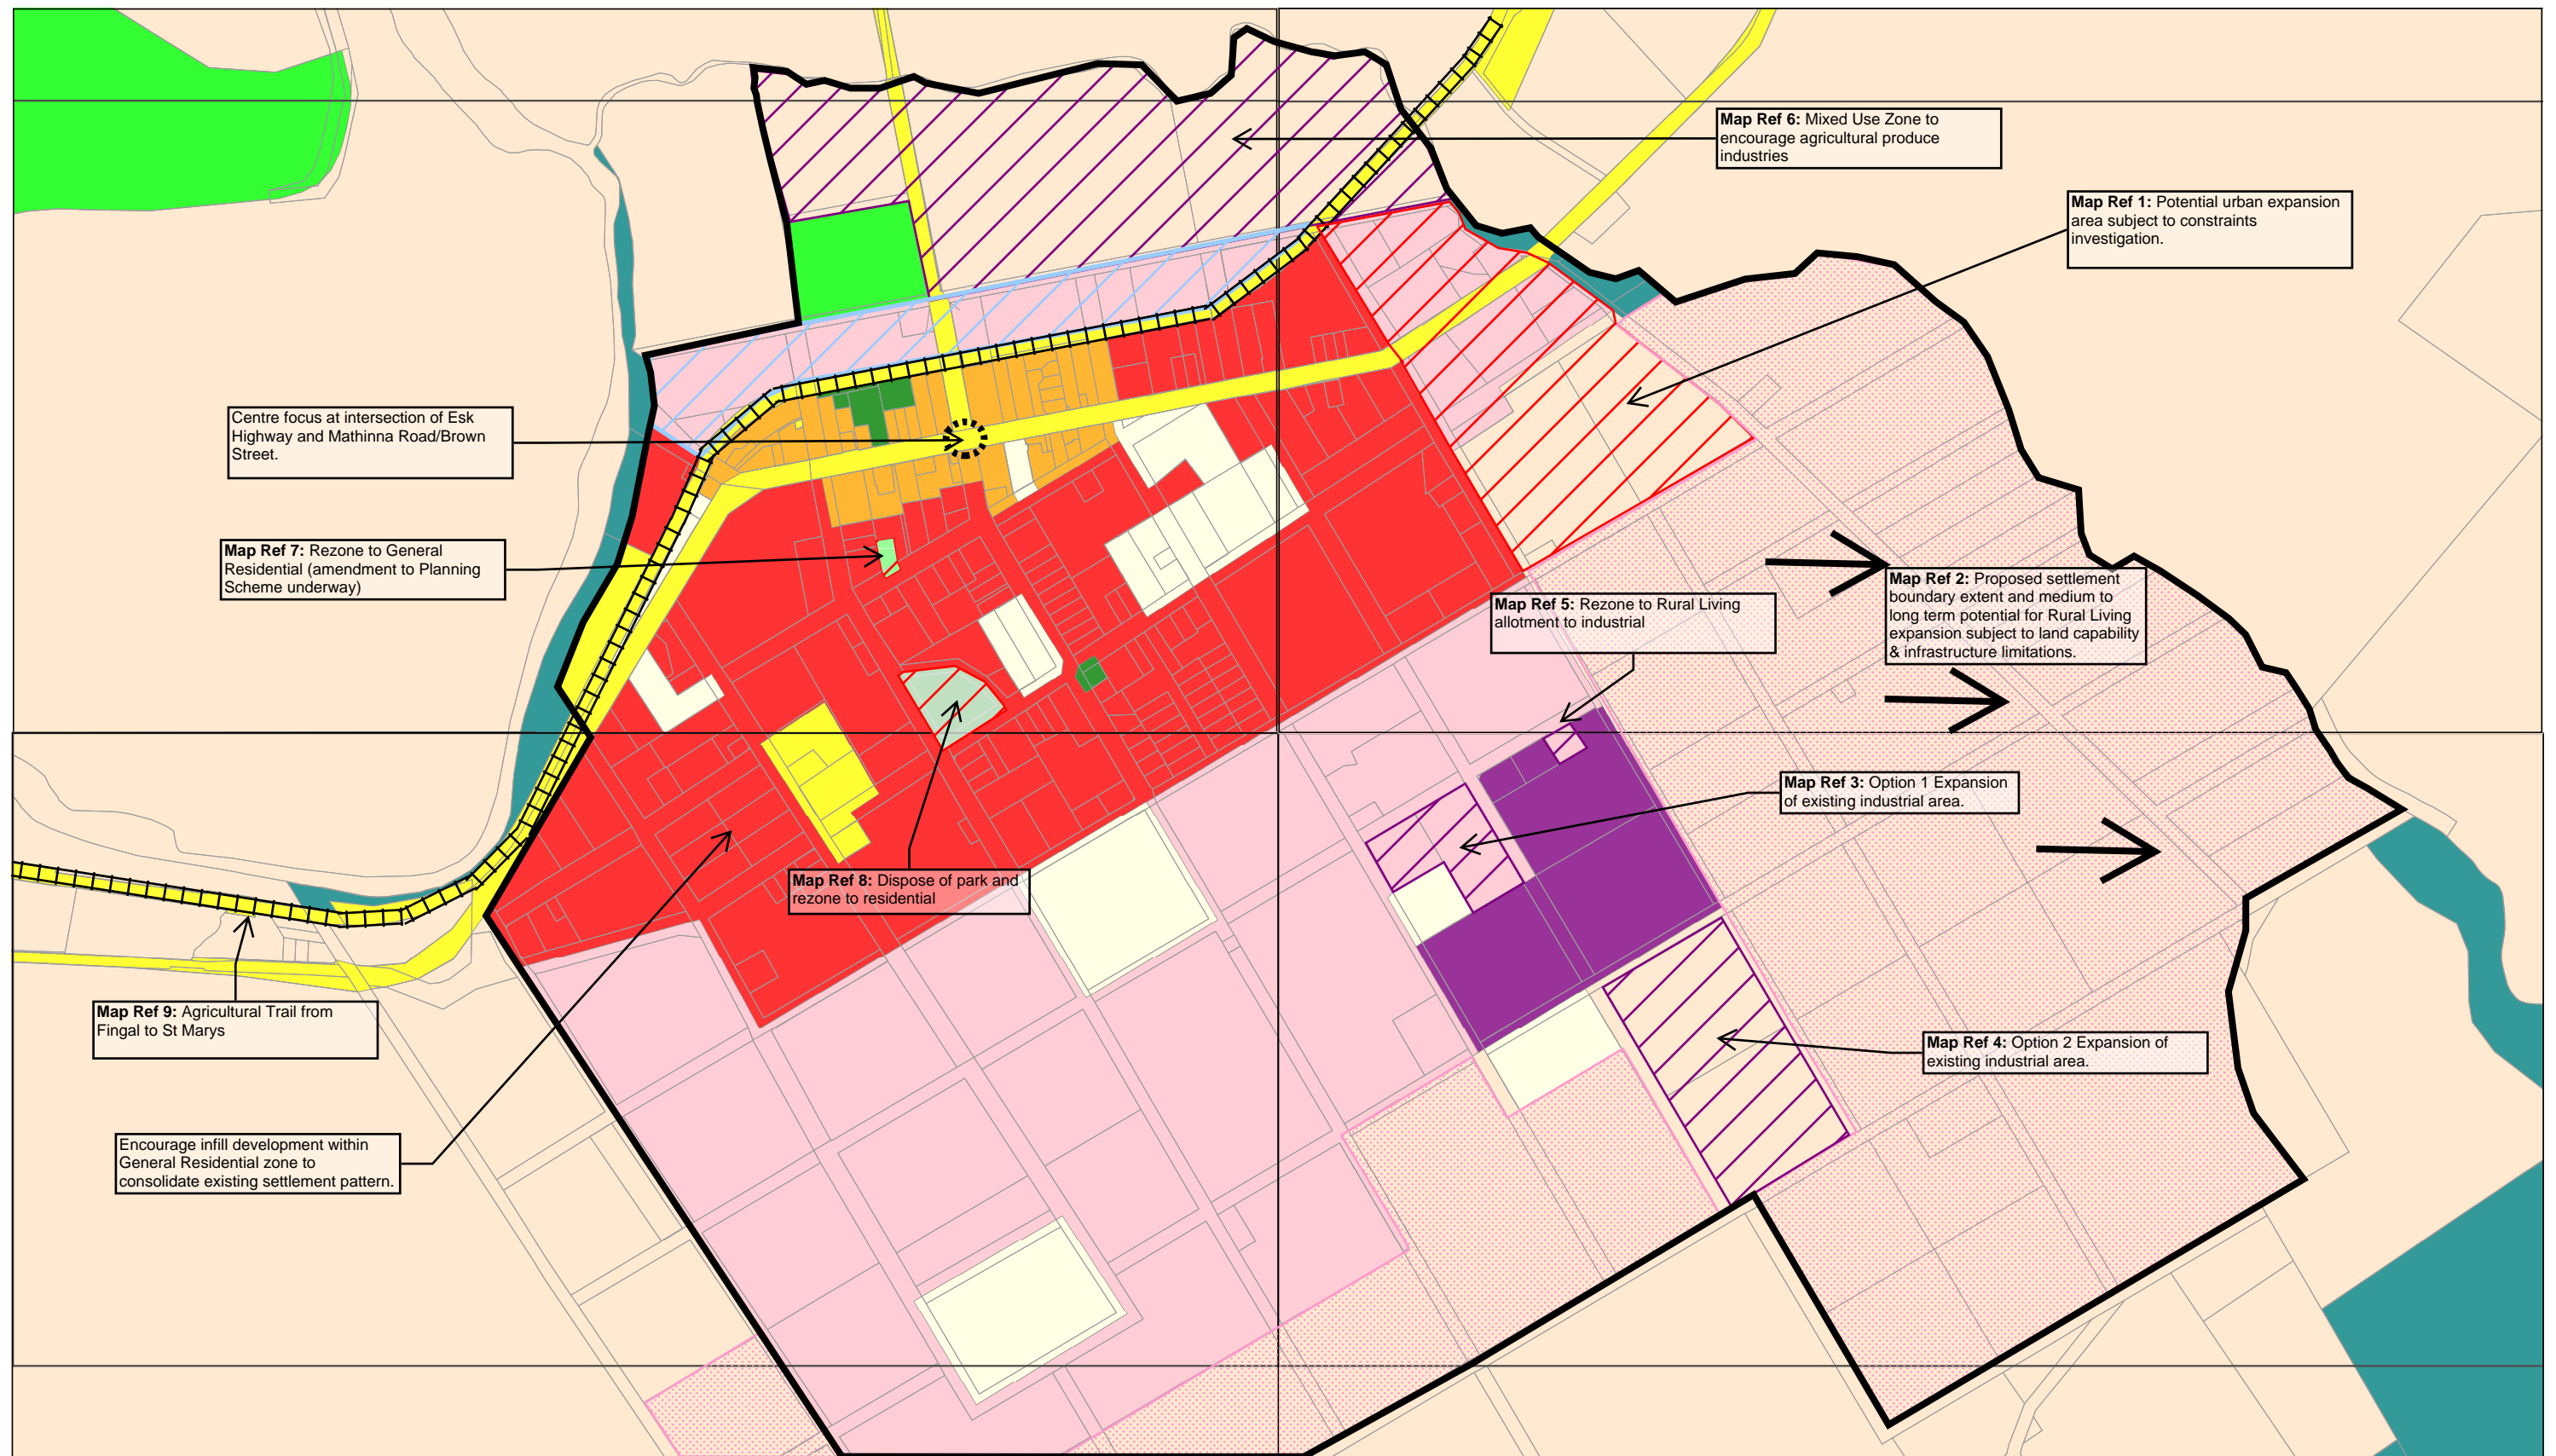 Map Ref 6: Mixed Use Zone to
encourage agricultural produce
industries
Map Ref 1: Potential urban expansion
area subject to constraints
investigation.
Centre focus at intersection of Esk
Highway and Mathinna Road/Brown
Street.
Map Ref 7: Rezone to General
Residential (amendment to Planning
Scheme underway)
Map Ref 5: Rezone to Rural Living
allotment to industrial
Map Ref 2: Proposed settlement
boundary extent and medium to
long term potential for Rural Living
expansion subject to land capability
& infrastructure limitations.
Map Ref 3: Option 1 Expansion
of existing industrial area.
Map Ref 8: Dispose of park and
rezone to residential
Map Ref 9: Agricultural Trail from
Fingal to St Marys
Map Ref 4: Option 2 Expansion of
existing industrial area.
Encourage infill development within
General Residential zone to
consolidate existing settlement pattern.